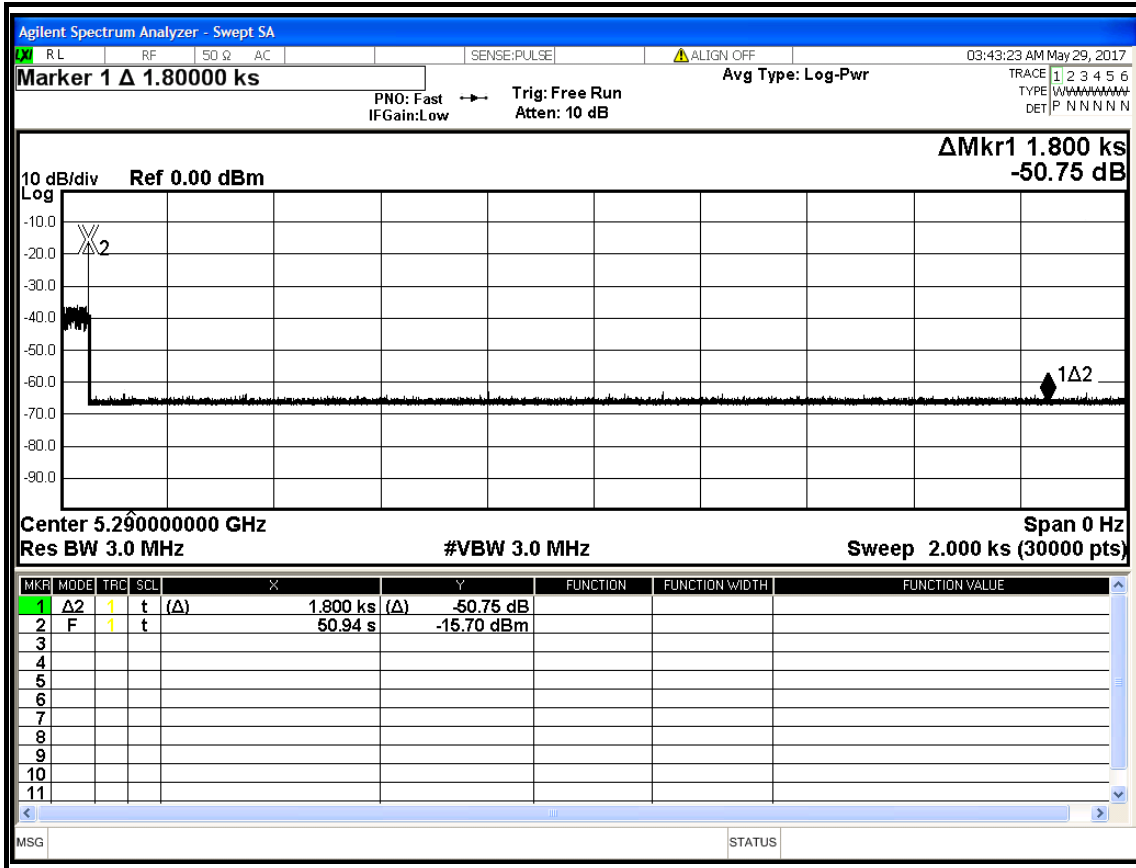 Agilent Spectrum Analyzer - Swept SA
LXI RL RF 50 Ω AC SENSE:PULSE ALIGN OFF 03:43:23 AM May 29, 2017
Marker 1 Δ 1.80000 ks
PNO: Fast
IFGain:Low
Trig: Free Run
Atten: 10 dB
Avg Type: Log-Pwr
TRACE 1 2 3 4 5 6
TYPE
DET P N N N N N
ΔMkr1 1.800 ks
-50.75 dB
10 dB/div Ref 0.00 dBm
Log
-10.0
-20.0
-30.0
-40.0
-50.0
-60.0
-70.0
-80.0
-90.0
2
1Δ2
Center 5.290000000 GHz Span 0 Hz
Res BW 3.0 MHz #VBW 3.0 MHz Sweep 2.000 ks (30000 pts)
MKR MODE TRC SCL X Y FUNCTION FUNCTION WIDTH FUNCTION VALUE
1 Δ2 1 t (Δ) 1.800 ks (Δ) -50.75 dB
2 F 1 t 50.94 s -15.70 dBm
3
4
5
6
7
8
9
10
11
MSG STATUS